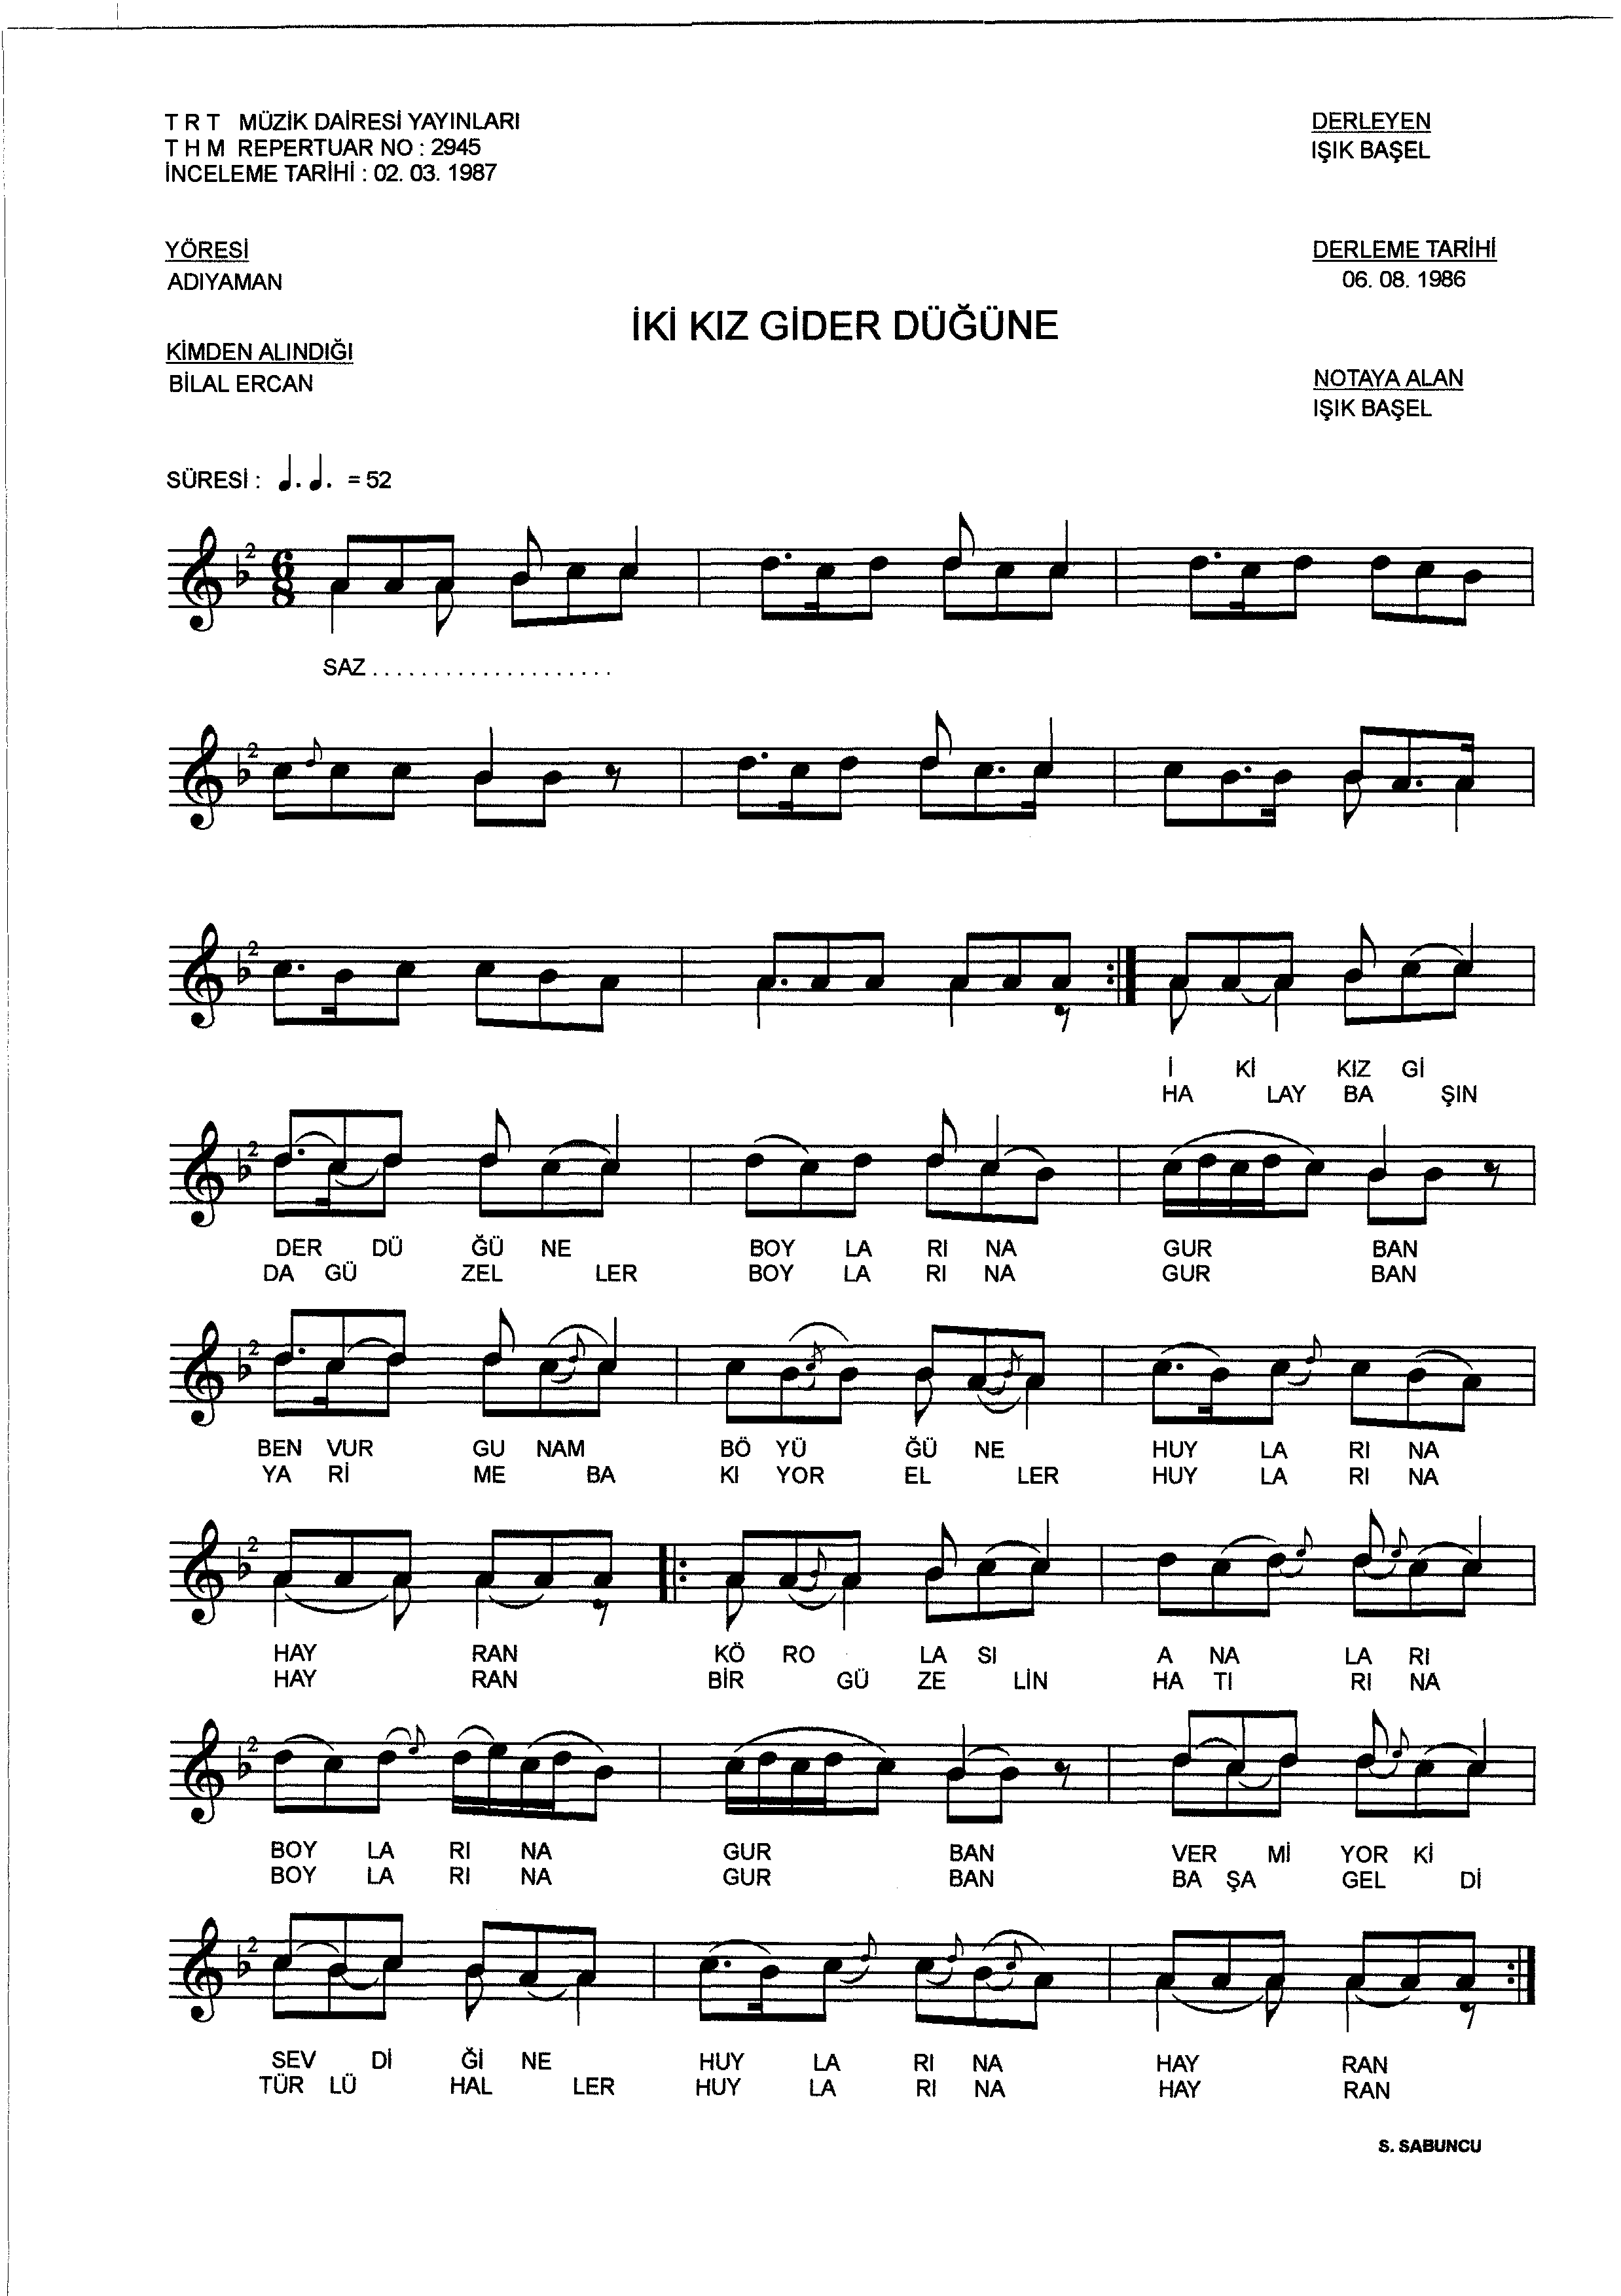 T R T MÜZİK DAİRESİ YAYINLARI
T H M REPERTUAR NO : 2945
İNCELEME TARİHİ : 02. 03. 1987
DERLEYEN
IŞIK BAŞEL
YÖRESİ
ADIYAMAN
DERLEME TARİHİ
06. 08. 1986
İKİ KIZ GİDER DÜĞÜNE
KİMDEN ALINDIĞI
BİLAL ERCAN
NOTAYA ALAN
IŞIK BAŞEL
SÜRESİ : = 52
2 6 8
SAZ . . . . . . . . . . . . . . . . . . . .
2
2
İ Kİ KIZ Gİ
HA LAY BA ŞIN
2
DER DÜ ĞÜ NE BOY LA RI NA GUR BAN
DA GÜ ZEL LER BOY LA RI NA GUR BAN
2
BEN VUR GU NAM BÖ YÜ ĞÜ NE HUY LA RI NA
YA Rİ ME BA KI YOR EL LER HUY LA RI NA
2
HAY RAN KÖ RO LA SI A NA LA RI
HAY RAN BİR GÜ ZE LİN HA TI RI NA
2
BOY LA RI NA GUR BAN VER Mİ YOR Kİ
BOY LA RI NA GUR BAN BA ŞA GEL Dİ
2
SEV Dİ Ğİ NE HUY LA RI NA HAY RAN
TÜR LÜ HAL LER HUY LA RI NA HAY RAN
S. SABUNCU